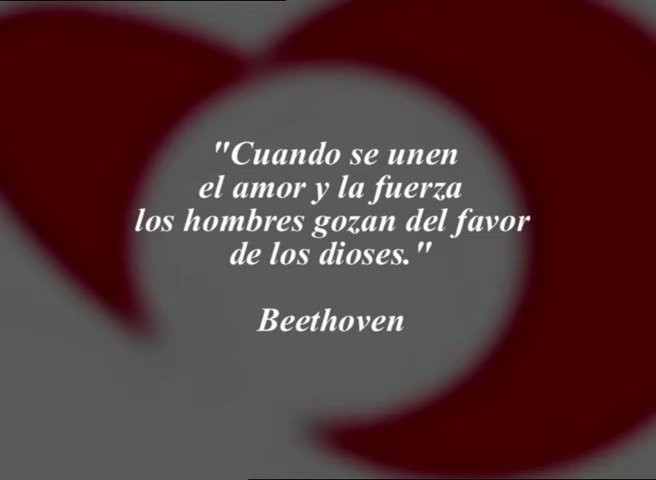 "Cuando se unen
el amor y la fuerza
los hombres gozan del favor
de los dioses."
Beethoven